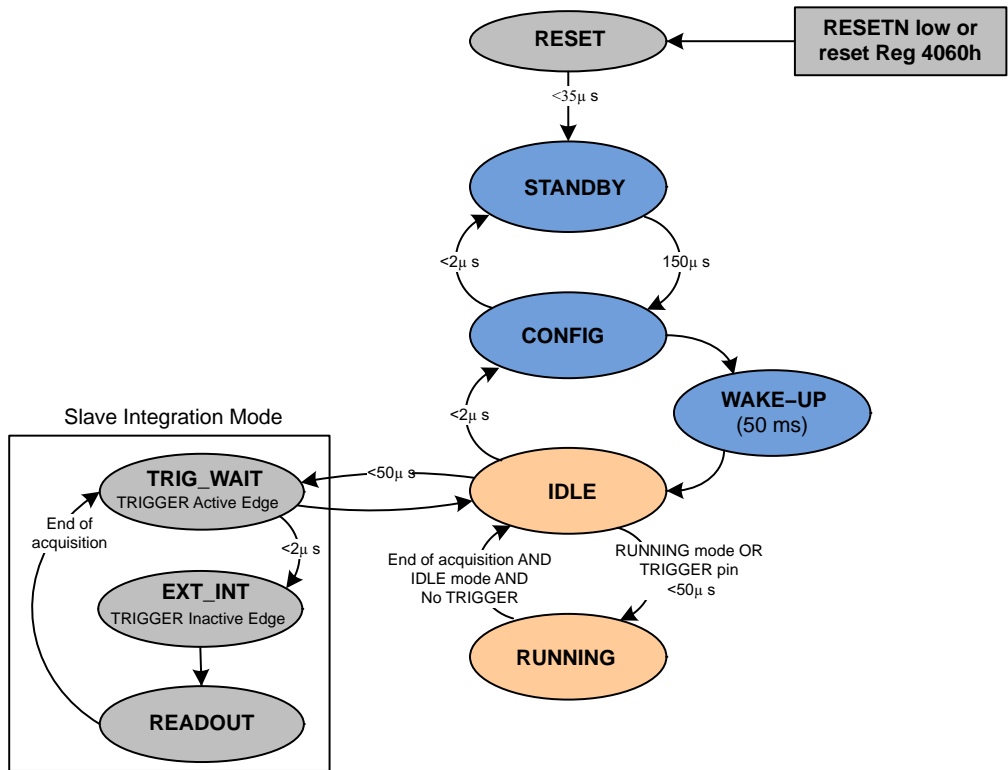 RESET
RESETN low or
reset Reg 4060h
<35μ s
STANDBY
<2μ s
150μ s
CONFIG
<2μ s
WAKE−UP
(50 ms)
Slave Integration Mode
TRIG_WAIT
TRIGGER Active Edge
<50μ s
IDLE
End of
acquisition
<2μ s
EXT_INT
TRIGGER Inactive Edge
READOUT
End of acquisition AND
IDLE mode AND
No TRIGGER
RUNNING mode OR
TRIGGER pin
<50μ s
RUNNING